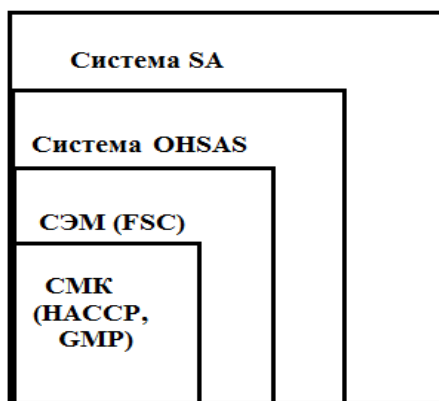 Система SA
Система OHSAS
СЭМ (FSC)
СМК
(HACCP,
GMP)